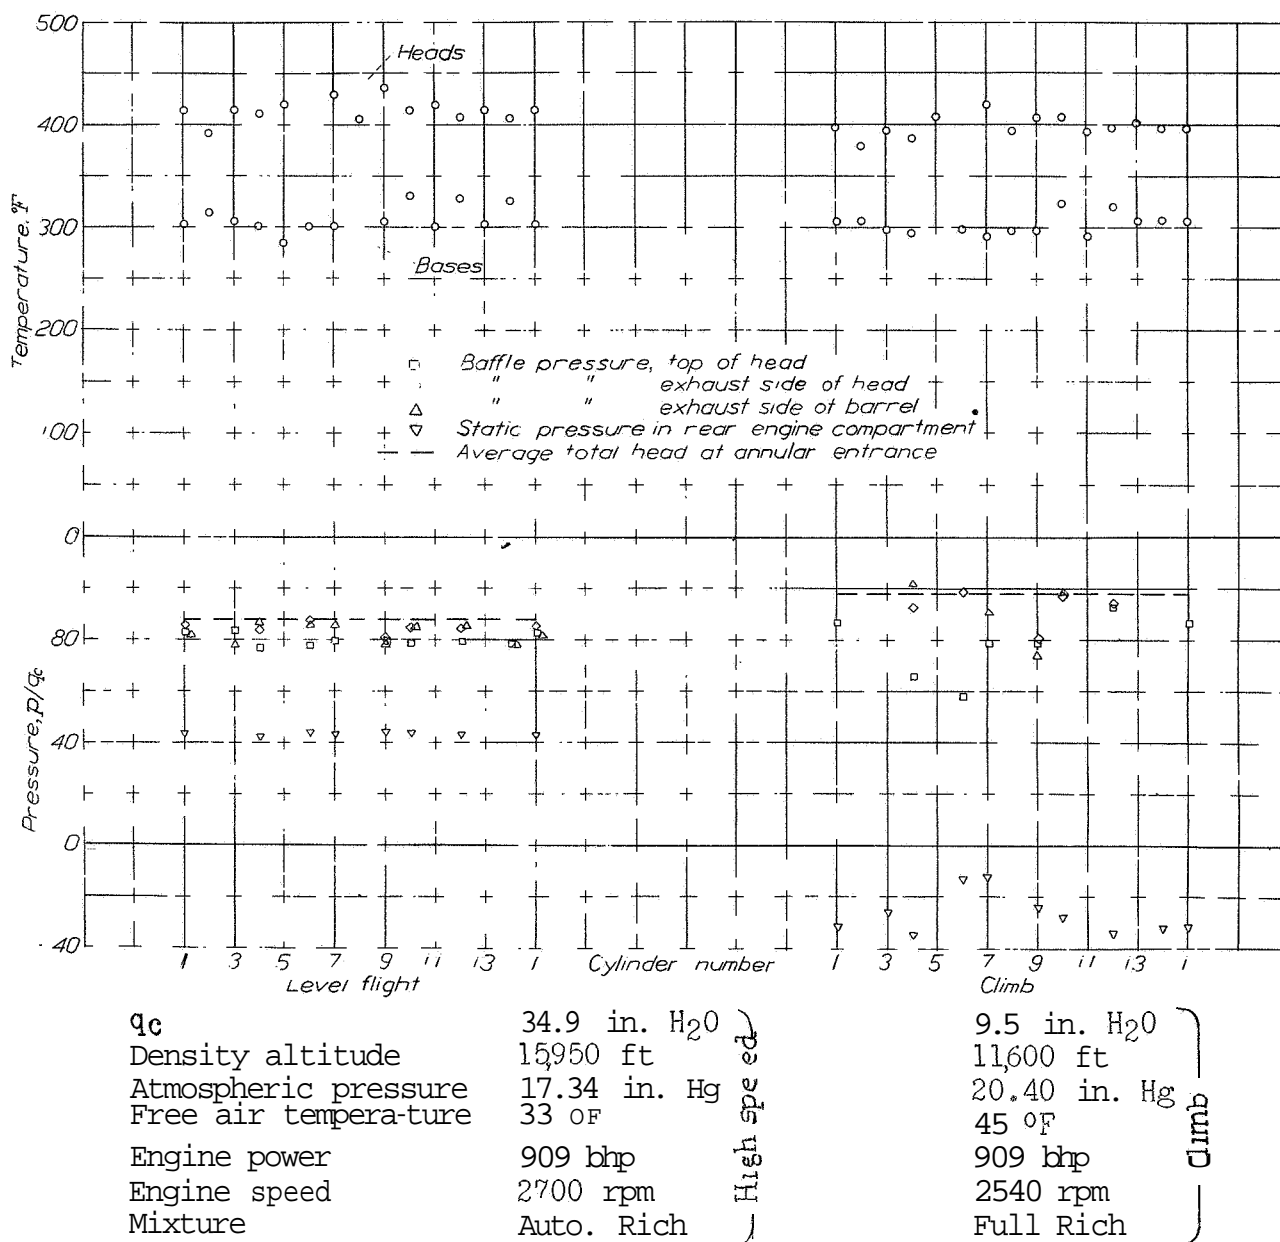 500
400
300
200
100
0
80
40
0
-40
Temperature, °F
Pressure, p/qc
Heads
Bases
Baffle pressure, top of head
" " exhaust side of head
" " exhaust side of barrel
Static pressure in rear engine compartment
Average total head at annular entrance
1 3 5 7 9 11 13 1 Cylinder number 1 3 5 7 9 11 13 1
Level flight Climb
qc 34.9 in. H2O 9.5 in. H2O
Density altitude 15,950 ft 11,600 ft
Atmospheric pressure 17.34 in. Hg 20.40 in. Hg
Free air tempera-ture 33 OF 45 OF
Engine power 909 bhp 909 bhp
Engine speed 2700 rpm 2540 rpm
Mixture Auto. Rich Full Rich
High speed
Climb